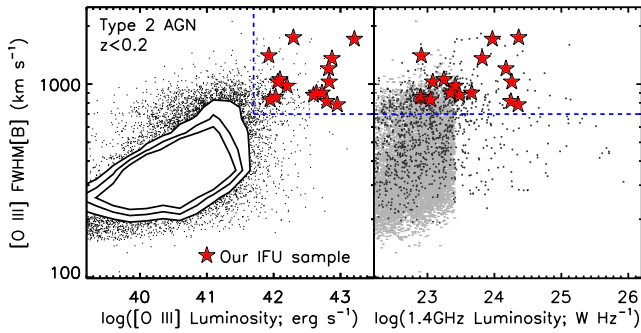 Type 2 AGN
z<0.2
[O III] FWHM[B] (km s⁻¹)
1000
100
Our IFU sample
40 41 42 43
23 24 25 26
log([O III] Luminosity; erg s⁻¹)
log(1.4GHz Luminosity; W Hz⁻¹)